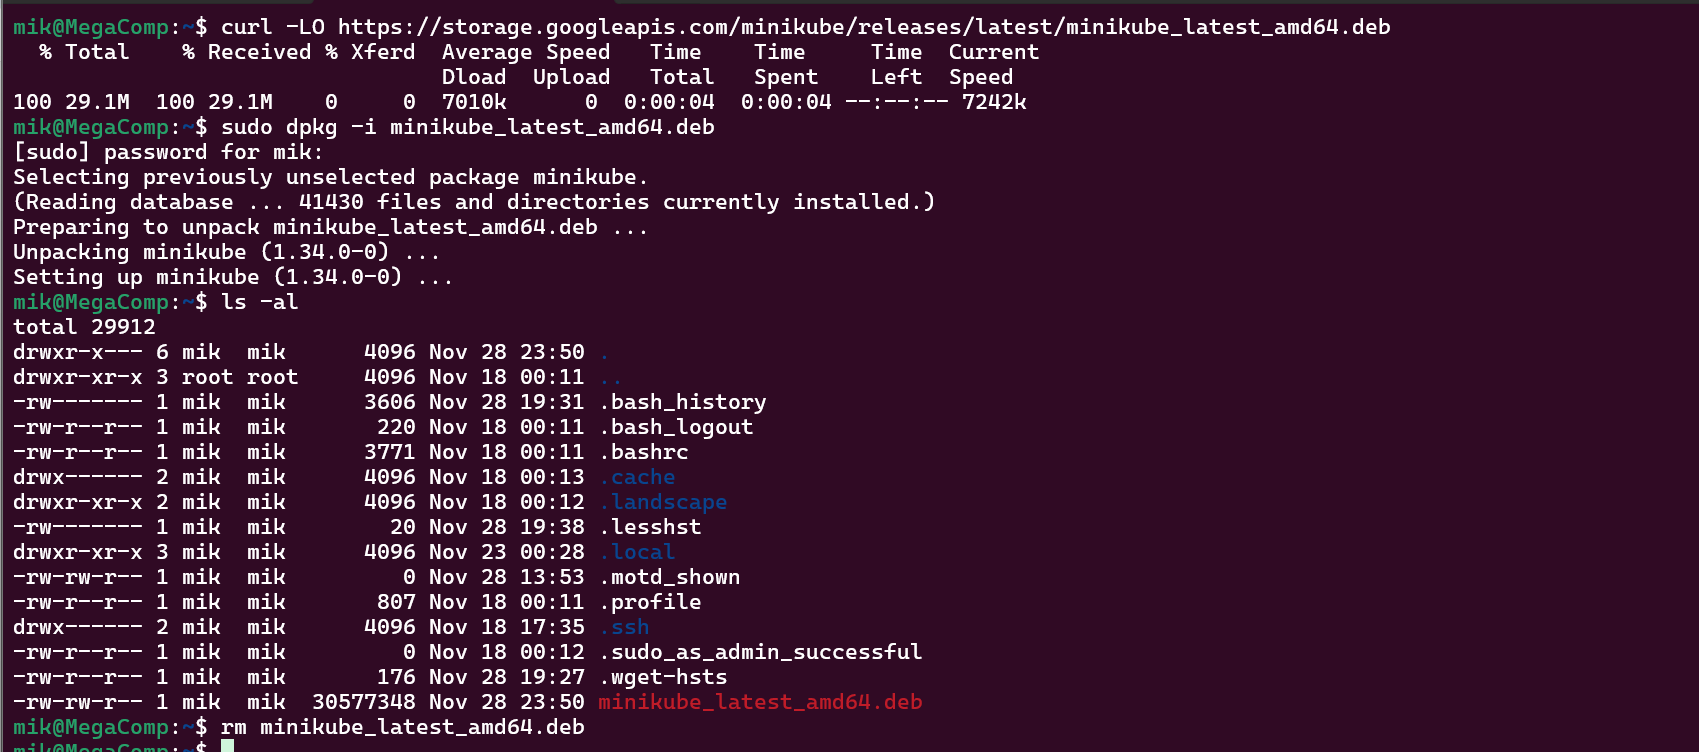 mik@MegaComp:~$ curl -LO https://storage.googleapis.com/minikube/releases/latest/minikube_latest_amd64.deb
  % Total    % Received % Xferd  Average Speed   Time    Time     Time  Current
                                 Dload  Upload   Total   Spent    Left  Speed
100 29.1M  100 29.1M    0     0  7010k      0  0:00:04  0:00:04 --:--:-- 7242k
mik@MegaComp:~$ sudo dpkg -i minikube_latest_amd64.deb
[sudo] password for mik:
Selecting previously unselected package minikube.
(Reading database ... 41430 files and directories currently installed.)
Preparing to unpack minikube_latest_amd64.deb ...
Unpacking minikube (1.34.0-0) ...
Setting up minikube (1.34.0-0) ...
mik@MegaComp:~$ ls -al
total 29912
drwxr-x--- 6 mik  mik      4096 Nov 28 23:50 .
drwxr-xr-x 3 root root     4096 Nov 18 00:11 ..
-rw------- 1 mik  mik      3606 Nov 28 19:31 .bash_history
-rw-r--r-- 1 mik  mik       220 Nov 18 00:11 .bash_logout
-rw-r--r-- 1 mik  mik      3771 Nov 18 00:11 .bashrc
drwx------ 2 mik  mik      4096 Nov 18 00:13 .cache
drwxr-xr-x 2 mik  mik      4096 Nov 18 00:12 .landscape
-rw------- 1 mik  mik        20 Nov 28 19:38 .lesshst
drwxr-xr-x 3 mik  mik      4096 Nov 23 00:28 .local
-rw-rw-r-- 1 mik  mik         0 Nov 28 13:53 .motd_shown
-rw-r--r-- 1 mik  mik       807 Nov 18 00:11 .profile
drwx------ 2 mik  mik      4096 Nov 18 17:35 .ssh
-rw-r--r-- 1 mik  mik         0 Nov 18 00:12 .sudo_as_admin_successful
-rw-r--r-- 1 mik  mik       176 Nov 28 19:27 .wget-hsts
-rw-rw-r-- 1 mik  mik  30577348 Nov 28 23:50 minikube_latest_amd64.deb
mik@MegaComp:~$ rm minikube_latest_amd64.deb
mik@MegaComp:~$